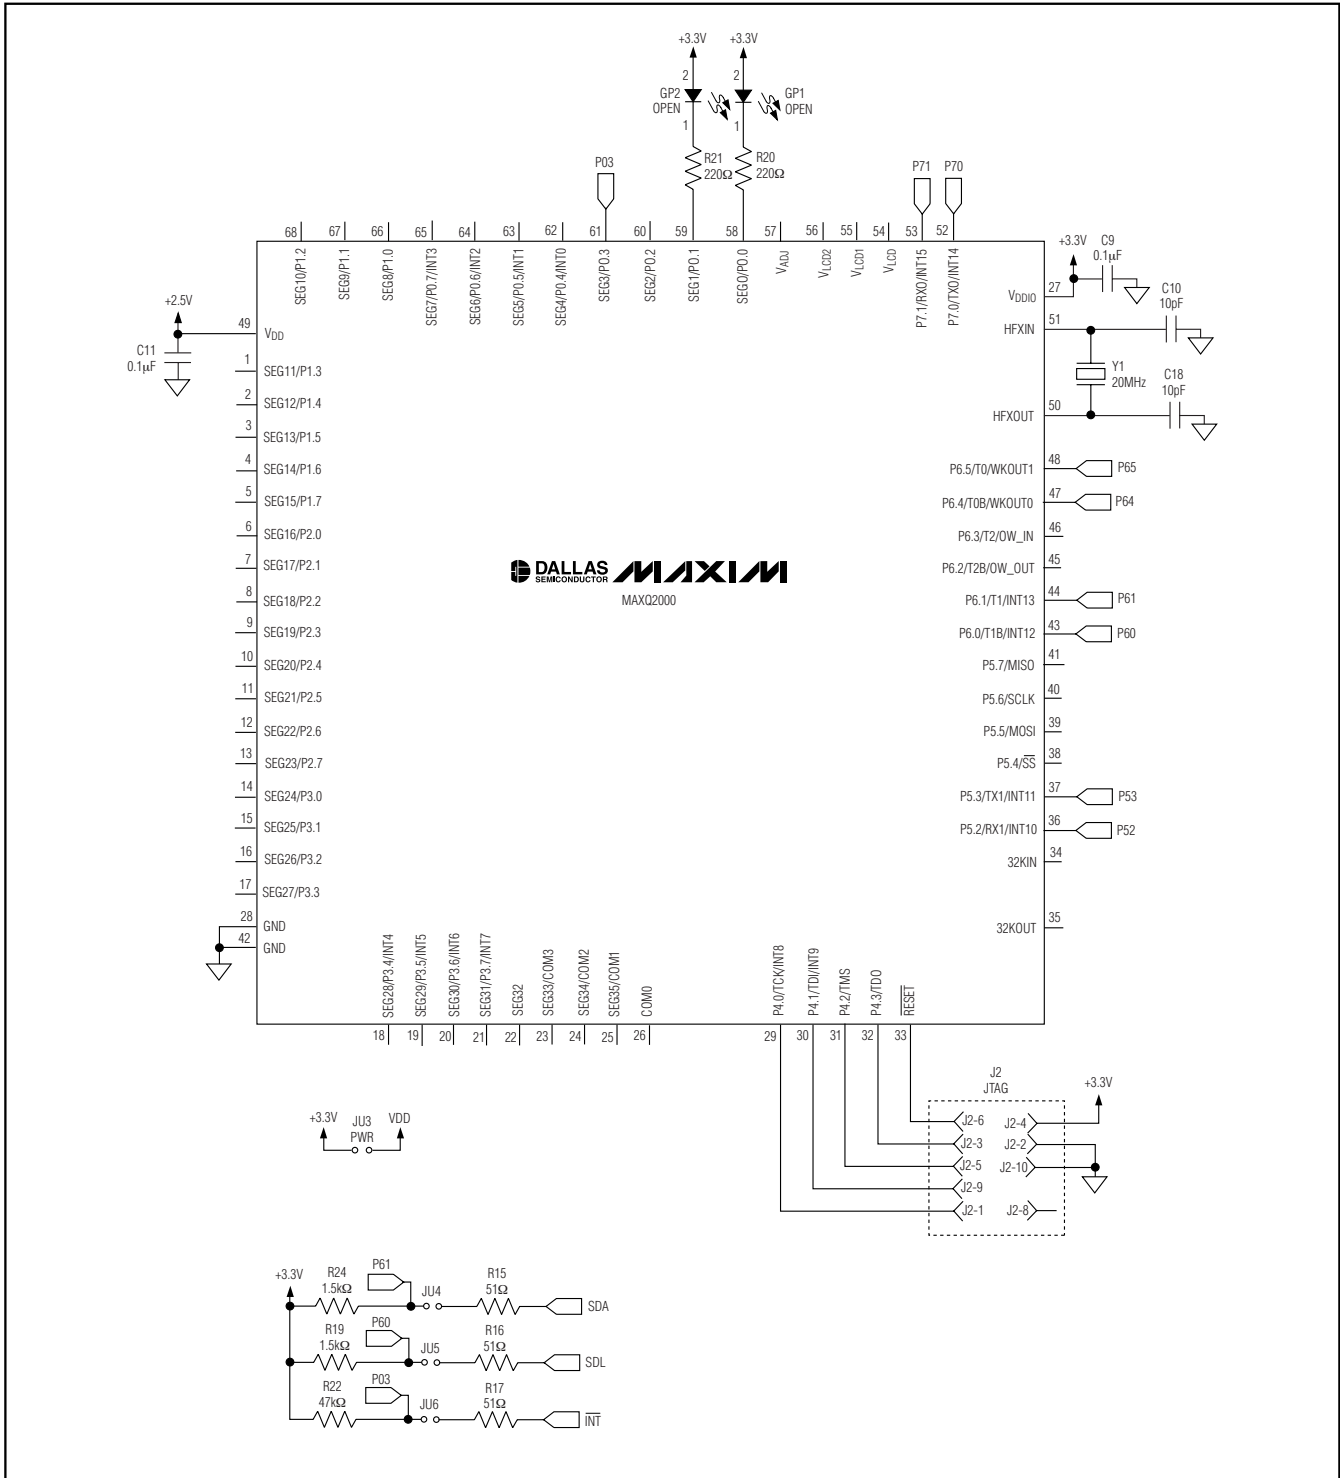 +3.3V +3.3V
2 2
GP2 OPEN
GP1 OPEN
1 1
R21 220Ω
R20 220Ω
P03
P71 P70
68 67 66 65 64 63 62 61 60 59 58 57 56 55 54 53 52
SEG10/P1.2
SEG9/P1.1
SEG8/P1.0
SEG7/P0.7/INT3
SEG6/P0.6/INT2
SEG5/P0.5/INT1
SEG4/P0.4/INT0
SEG3/PO.3
SEG2/PO.2
SEG1/PO.1
SEGO/PO.0
VADJ
VLCD2
VLCD1
VLCD
P7.1/RXO/INT15
P7.0/TXO/INT14
+3.3V
C9 0.1µF
27 VDDIO
C10 10pF
51 HFXIN
Y1 20MHz
C18 10pF
50 HFXOUT
+2.5V
C11 0.1µF
49 VDD
1 SEG11/P1.3
2 SEG12/P1.4
3 SEG13/P1.5
4 SEG14/P1.6
5 SEG15/P1.7
6 SEG16/P2.0
7 SEG17/P2.1
8 SEG18/P2.2
9 SEG19/P2.3
10 SEG20/P2.4
11 SEG21/P2.5
12 SEG22/P2.6
13 SEG23/P2.7
14 SEG24/P3.0
15 SEG25/P3.1
16 SEG26/P3.2
17 SEG27/P3.3
28 GND
42 GND
DALLAS SEMICONDUCTOR MAXIM
MAXQ2000
P6.5/T0/WKOUT1 48 P65
P6.4/T0B/WKOUT0 47 P64
P6.3/T2/OW_IN 46
P6.2/T2B/OW_OUT 45
P6.1/T1/INT13 44 P61
P6.0/T1B/INT12 43 P60
P5.7/MISO 41
P5.6/SCLK 40
P5.5/MOSI 39
P5.4/S̅S̅ 38
P5.3/TX1/INT11 37 P53
P5.2/RX1/INT10 36 P52
32KIN 34
32KOUT 35
SEG28/P3.4/INT4
SEG29/P3.5/INT5
SEG30/P3.6/INT6
SEG31/P3.7/INT7
SEG32
SEG33/COM3
SEG34/COM2
SEG35/COM1
COM0
P4.0/TCK/INT8
P4.1/TDI/INT9
P4.2/TMS
P4.3/TDO
R̅E̅S̅E̅T̅
18 19 20 21 22 23 24 25 26 29 30 31 32 33
J2
JTAG
+3.3V
J2-6 J2-4
J2-3 J2-2
J2-5 J2-10
J2-9
J2-1 J2-8
+3.3V JU3 PWR VDD
+3.3V
R24 1.5kΩ
P61
JU4
R15 51Ω
SDA
R19 1.5kΩ
P60
JU5
R16 51Ω
SDL
R22 47kΩ
P03
JU6
R17 51Ω
I̅N̅T̅